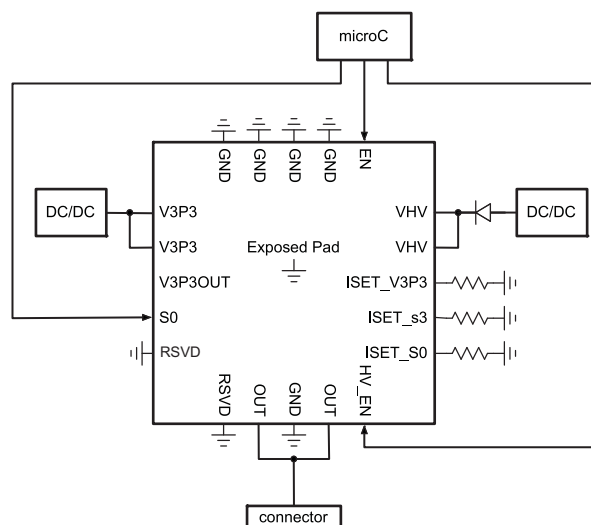 microC
GND
GND
GND
GND
EN
DC/DC
V3P3
V3P3
V3P3OUT
S0
RSVD
Exposed Pad
VHV
VHV
ISET_V3P3
ISET_s3
ISET_S0
DC/DC
RSVD
OUT
GND
OUT
HV_EN
connector